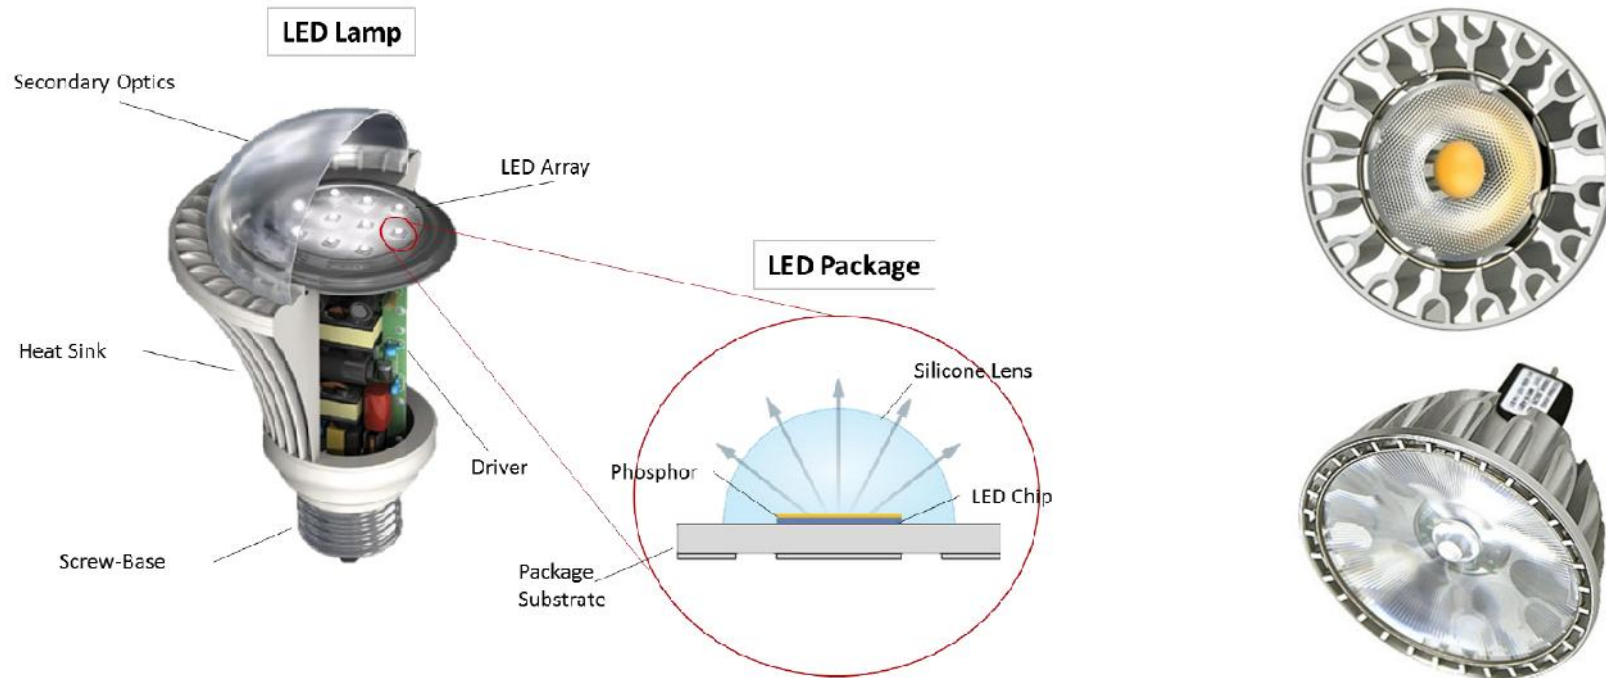 LED Lamp
Secondary Optics
LED Array
LED Package
Heat Sink
Silicone Lens
Phosphor
Driver
LED Chip
Screw-Base
Package
Substrate